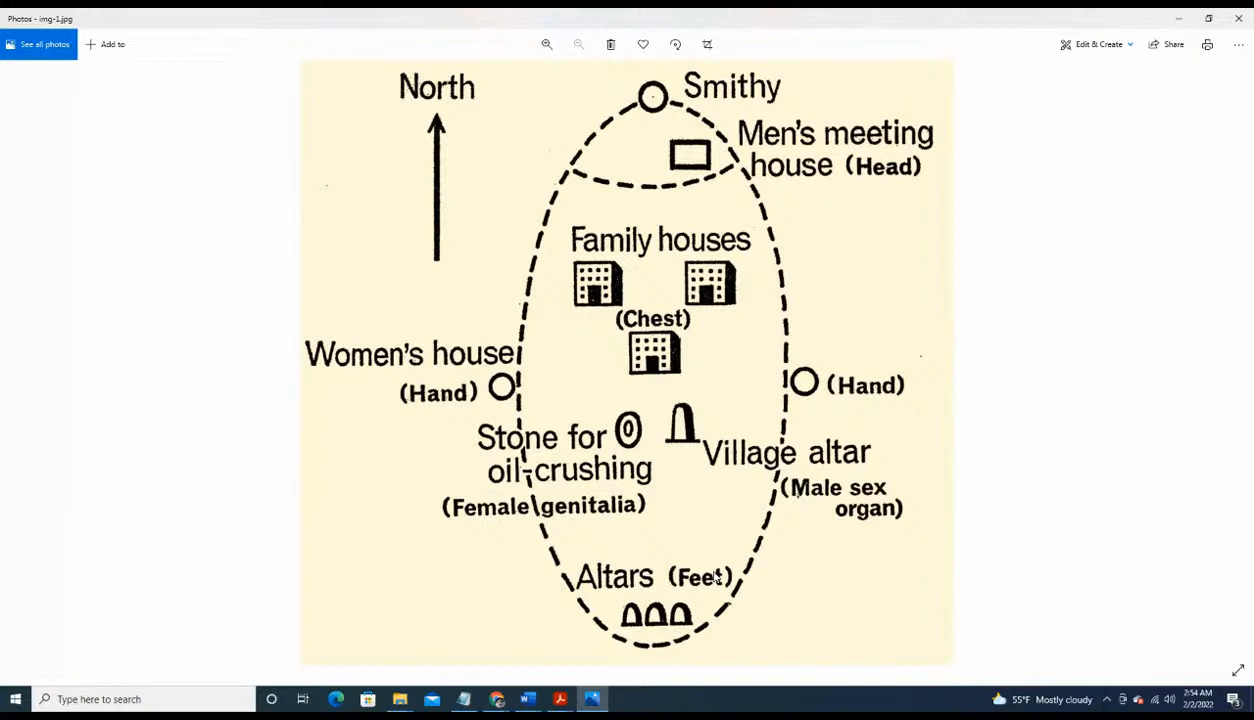 Photos - img-1.jpg
See all photos
Add to
Edit & Create
Share
North
Smithy
Men's meeting
house (Head)
Family houses
(Chest)
Women's house
(Hand)
(Hand)
Stone for
oil-crushing
(Female genitalia)
Village altar
(Male sex
organ)
Altars (Feet)
Type here to search
55°F Mostly cloudy
2:54 AM
2/2/2022